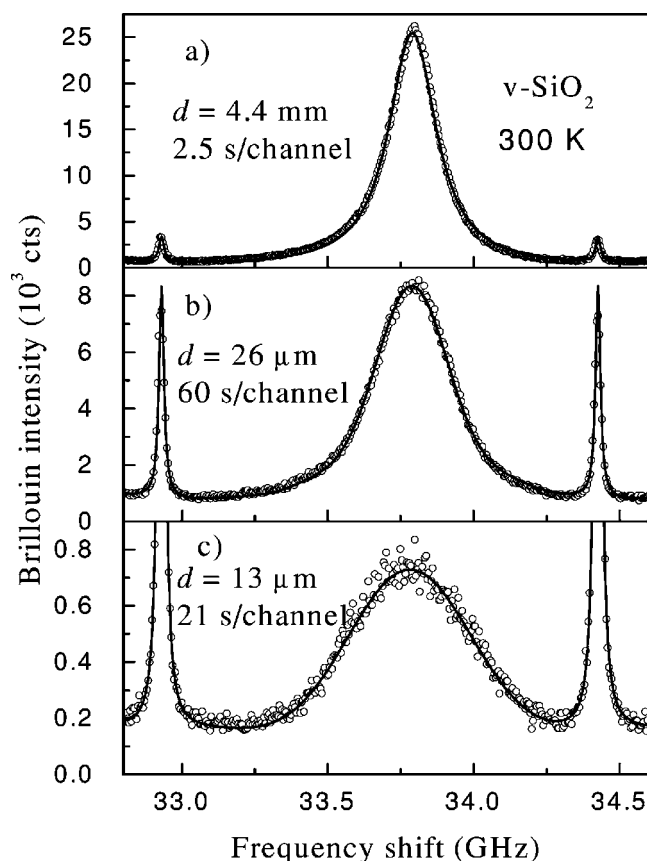 25
20
15
10
5
0
a)
d = 4.4 mm
2.5 s/channel
v-SiO2
300 K
8
6
4
2
0
b)
d = 26 μm
60 s/channel
0.8
0.6
0.4
0.2
0.0
c)
d = 13 μm
21 s/channel
Brillouin intensity (10³ cts)
33.0
33.5
34.0
34.5
Frequency shift (GHz)